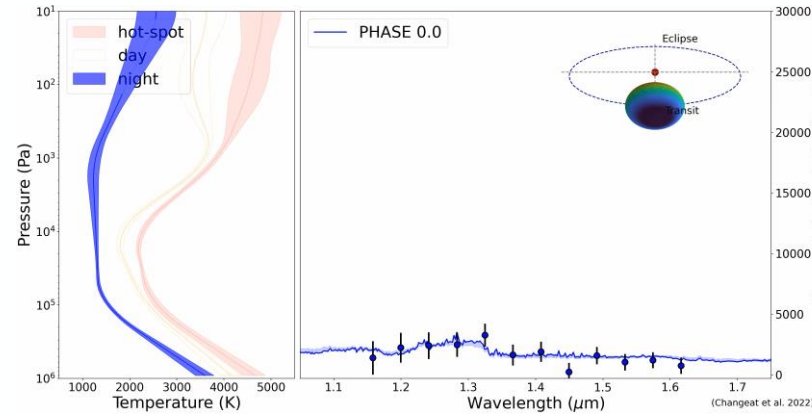 10¹
10²
10³
10⁴
10⁵
10⁶
Pressure (Pa)
hot-spot
day
night
1000
2000
3000
4000
5000
Temperature (K)
PHASE 0.0
Eclipse
Transit
30000
25000
20000
15000
10000
5000
0
1.1
1.2
1.3
1.4
1.5
1.6
1.7
Wavelength (μm)
(Changeat et al. 2022)